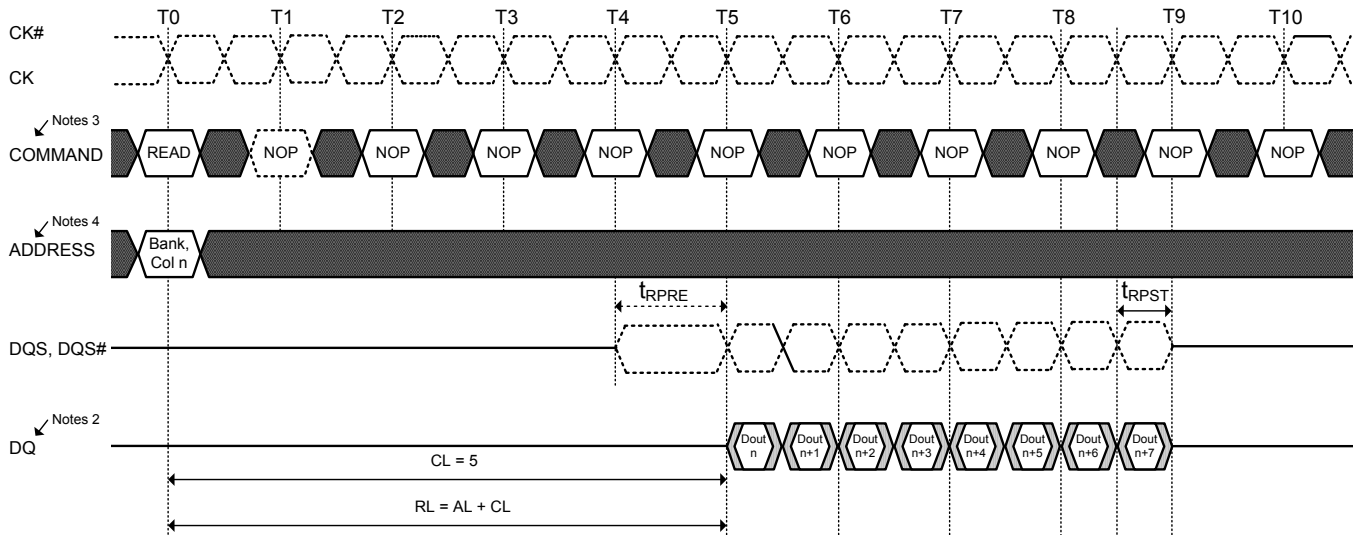 T0 T1 T2 T3 T4 T5 T6 T7 T8 T9 T10
CK#
CK
Notes 3
COMMAND READ NOP NOP NOP NOP NOP NOP NOP NOP NOP NOP
Notes 4
ADDRESS
Bank,
Col n
tRPRE tRPST
DQS, DQS#
Notes 2
DQ
Dout
n
Dout
n+1
Dout
n+2
Dout
n+3
Dout
n+4
Dout
n+5
Dout
n+6
Dout
n+7
CL = 5
RL = AL + CL